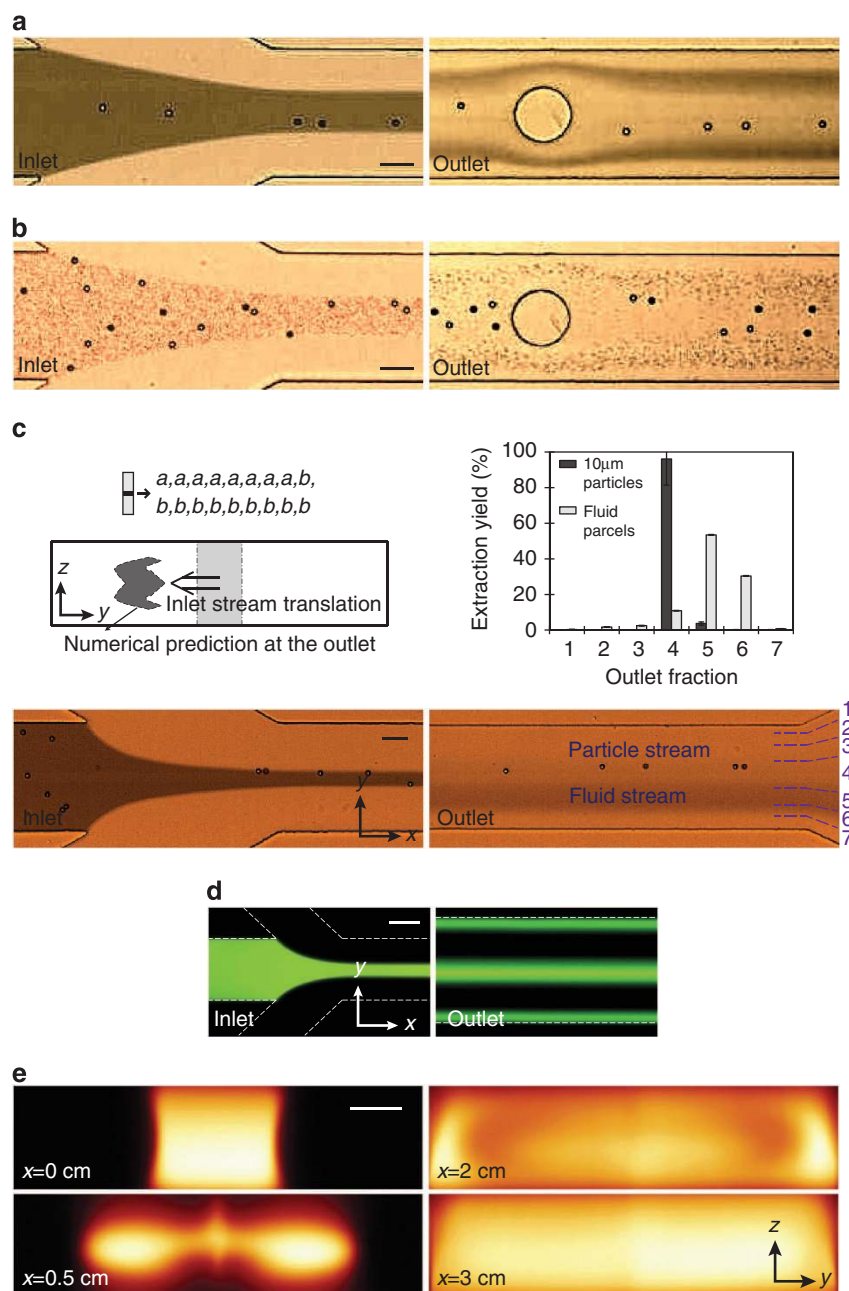 a
Inlet
Outlet
b
Inlet
Outlet
c
a,a,a,a,a,a,a,a,b,
b,b,b,b,b,b,b,b,b
z
y
Inlet stream translation
Numerical prediction at the outlet
Extraction yield (%)
100
80
60
40
20
0
10μm
particles
Fluid
parcels
1 2 3 4 5 6 7
Outlet fraction
Inlet
y
x
Particle stream
Fluid stream
Outlet
1
2
3
4
5
6
7
d
Inlet
y
x
Outlet
e
x=0 cm
x=2 cm
x=0.5 cm
x=3 cm
z
y